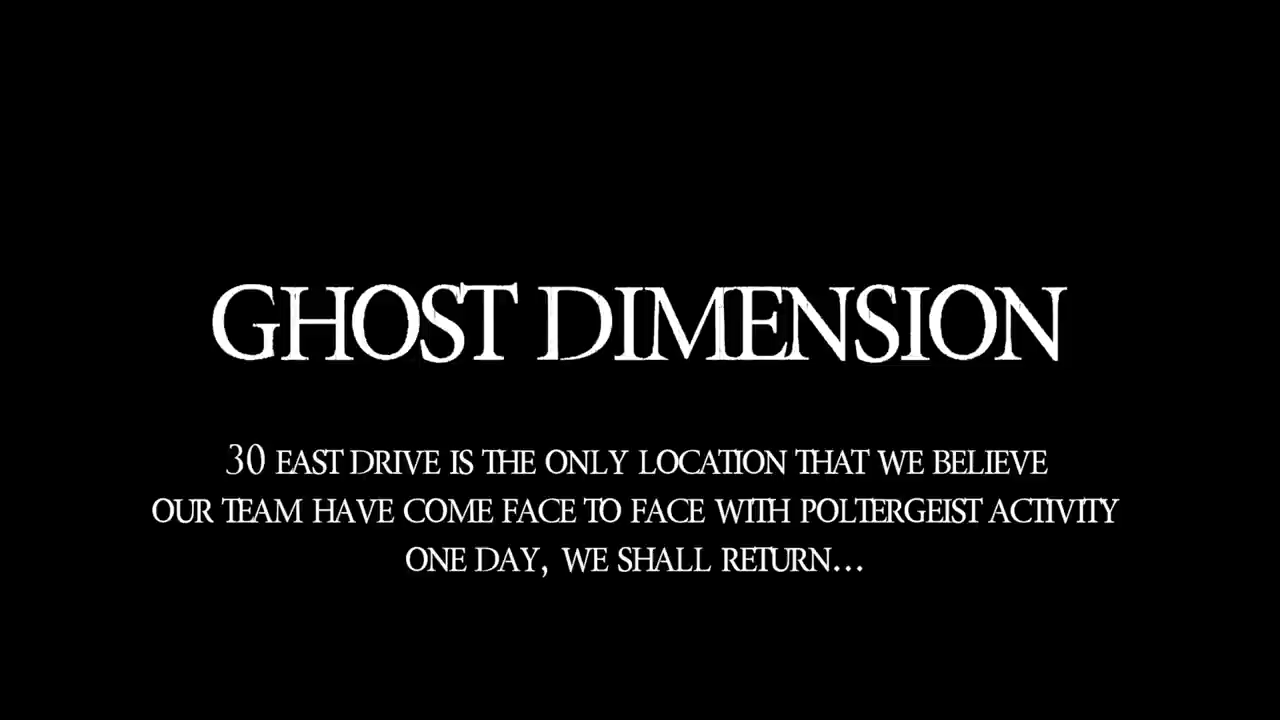 GHOST DIMENSION
30 EAST DRIVE IS THE ONLY LOCATION THAT WE BELIEVE
OUR TEAM HAVE COME FACE TO FACE WITH POLTERGEIST ACTIVITY
ONE DAY, WE SHALL RETURN...